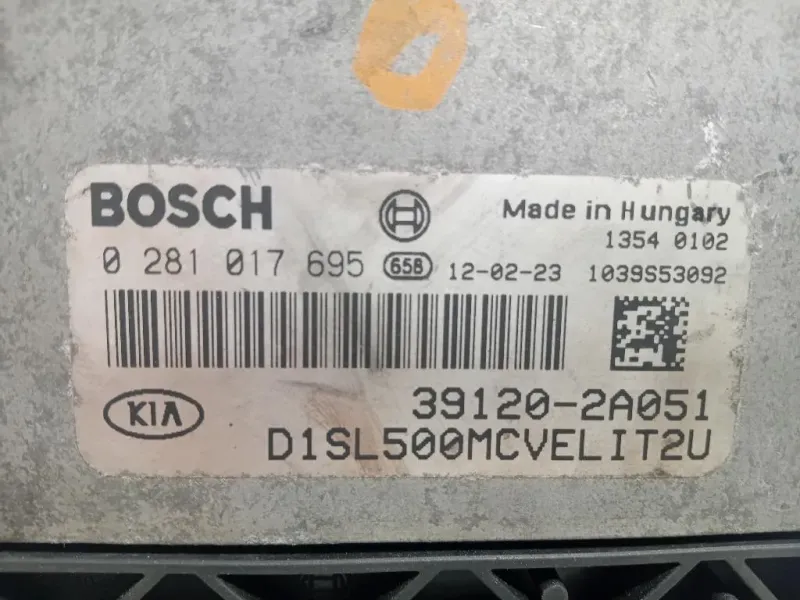 BOSCH
Made in Hungary
1354 0102
0 281 017 695 658 12-02-23 1039S53092
KIA
39120-2A051
D1SL500MCVELIT2U